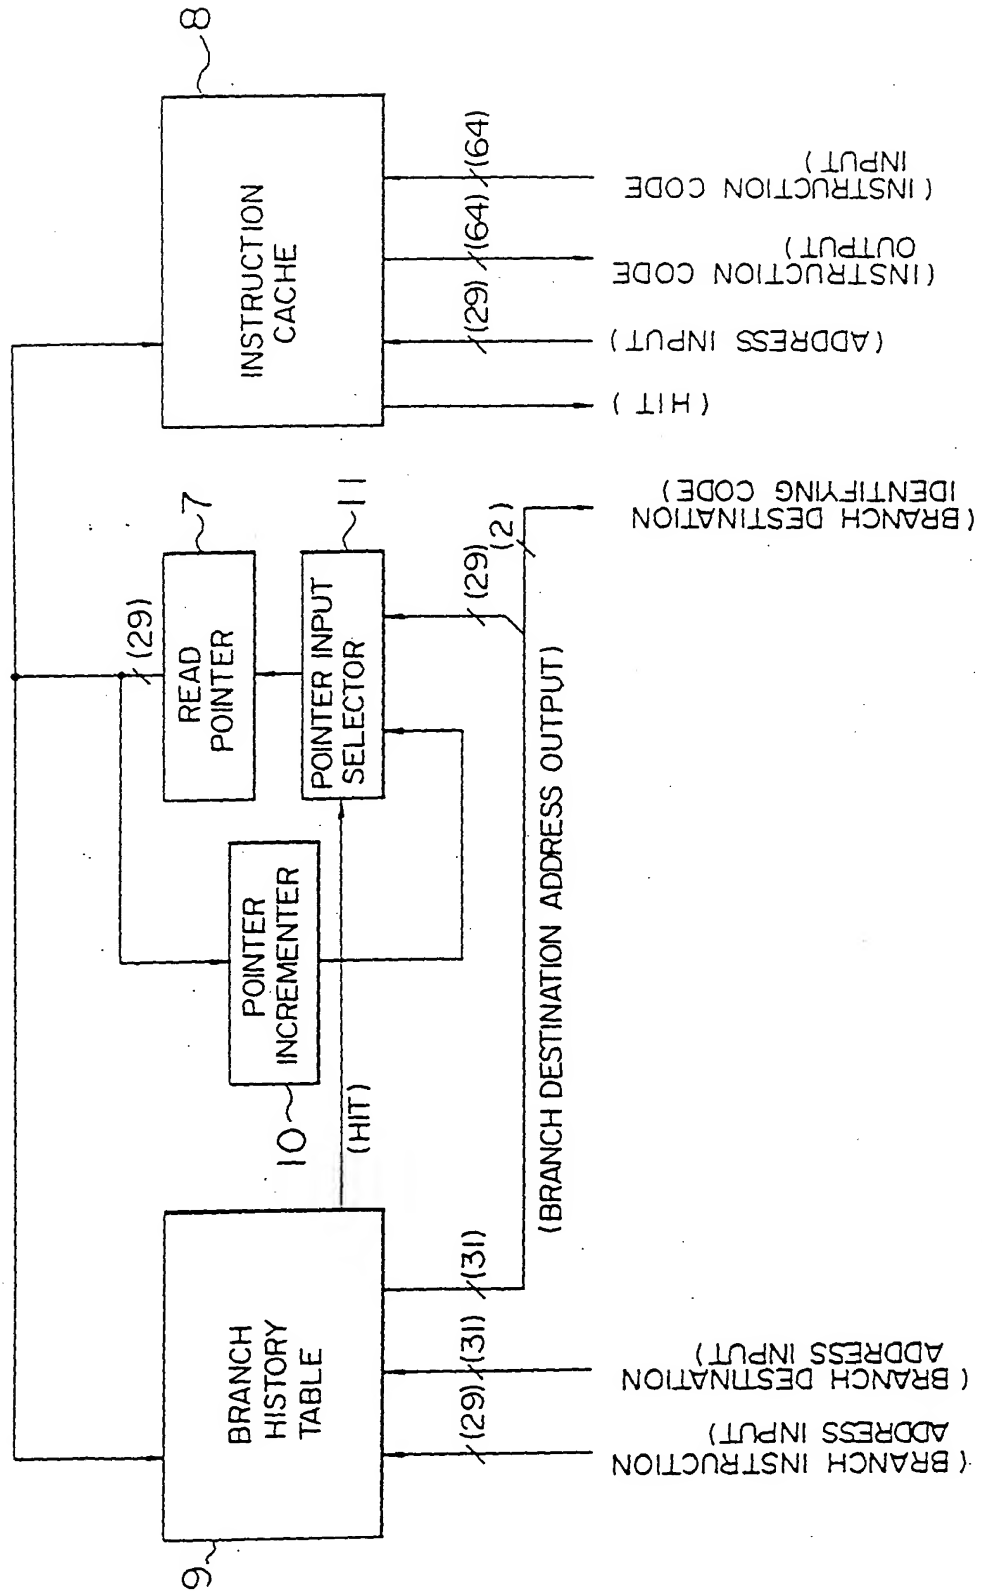 8
INSTRUCTION
CACHE
(64)
(64)
(29)
(INSTRUCTION CODE
INPUT)
(INSTRUCTION CODE
OUTPUT)
(ADDRESS INPUT)
(HIT)
7
READ
POINTER
(29)
11
POINTER INPUT
SELECTOR
(29)
(2)
(BRANCH DESTINATION
IDENTIFYING CODE)
POINTER
INCREMENTER
10
(HIT)
(BRANCH DESTINATION ADDRESS OUTPUT)
BRANCH
HISTORY
TABLE
9
(31)
(31)
(29)
(BRANCH DESTINATION
ADDRESS INPUT)
(BRANCH INSTRUCTION
ADDRESS INPUT)